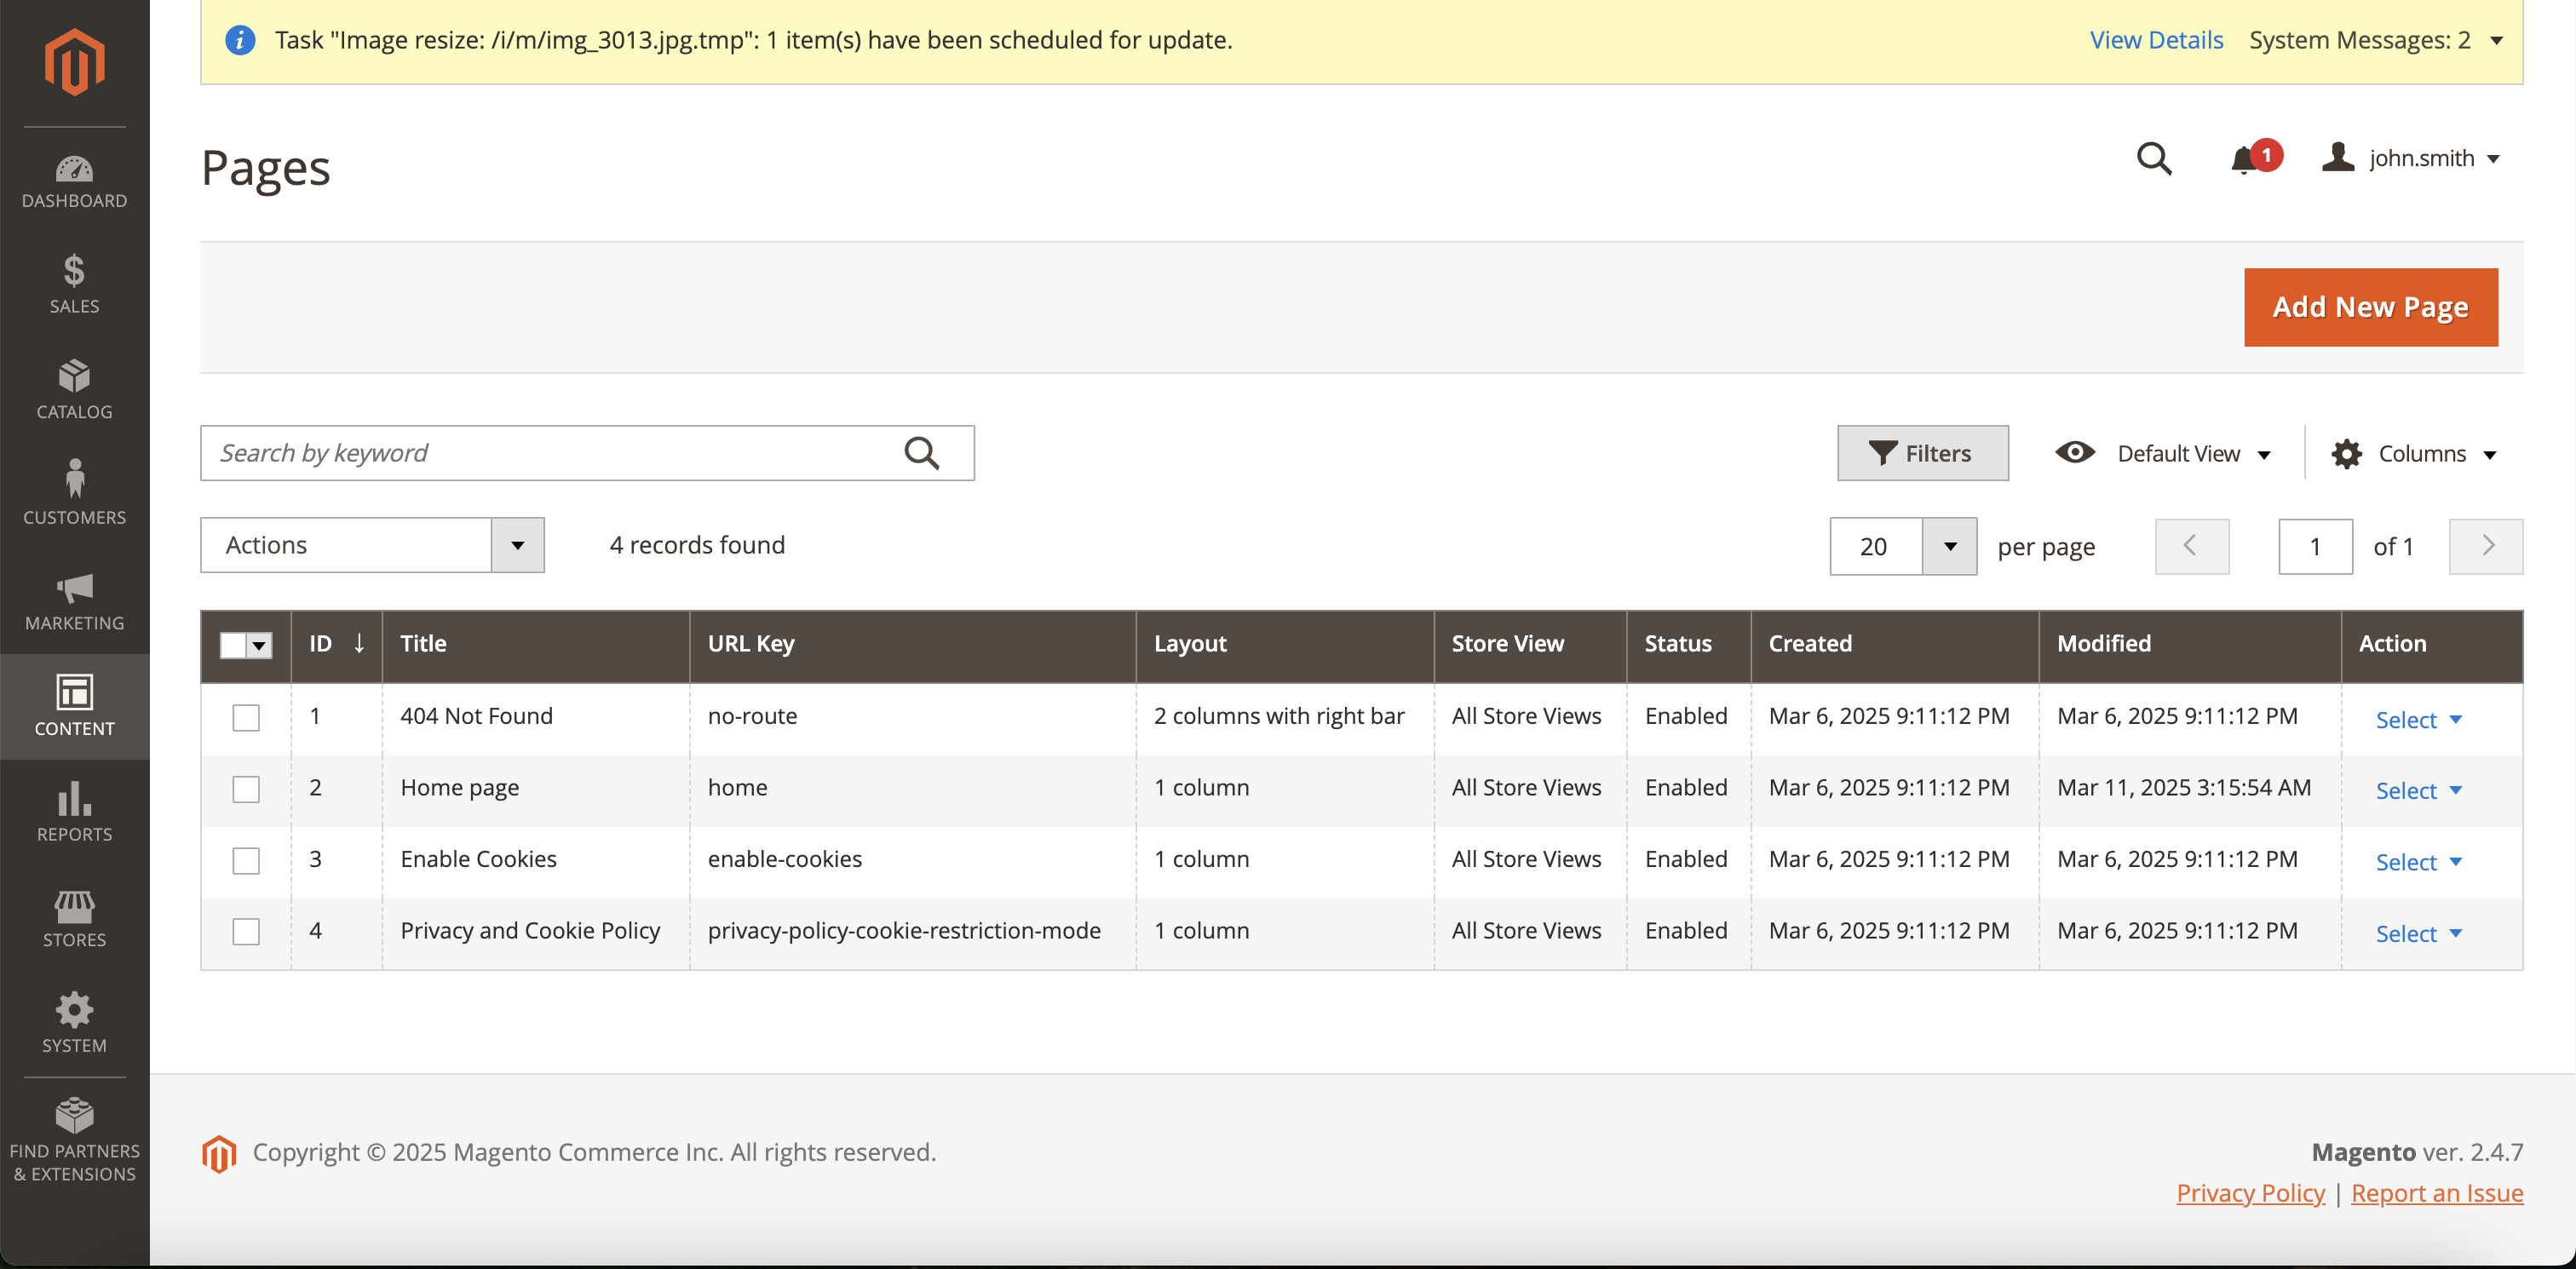 Task "Image resize: /i/m/img_3013.jpg.tmp": 1 item(s) have been scheduled for update. View Details System Messages: 2
DASHBOARD
SALES
CATALOG
CUSTOMERS
MARKETING
CONTENT
REPORTS
STORES
SYSTEM
FIND PARTNERS
& EXTENSIONS
Pages 1 john.smith
Add New Page
Search by keyword Filters Default View Columns
Actions 4 records found 20 per page 1 of 1
ID ↓ Title URL Key Layout Store View Status Created Modified Action
1 404 Not Found no-route 2 columns with right bar All Store Views Enabled Mar 6, 2025 9:11:12 PM Mar 6, 2025 9:11:12 PM Select
2 Home page home 1 column All Store Views Enabled Mar 6, 2025 9:11:12 PM Mar 11, 2025 3:15:54 AM Select
3 Enable Cookies enable-cookies 1 column All Store Views Enabled Mar 6, 2025 9:11:12 PM Mar 6, 2025 9:11:12 PM Select
4 Privacy and Cookie Policy privacy-policy-cookie-restriction-mode 1 column All Store Views Enabled Mar 6, 2025 9:11:12 PM Mar 6, 2025 9:11:12 PM Select
Copyright © 2025 Magento Commerce Inc. All rights reserved. Magento ver. 2.4.7
Privacy Policy | Report an Issue